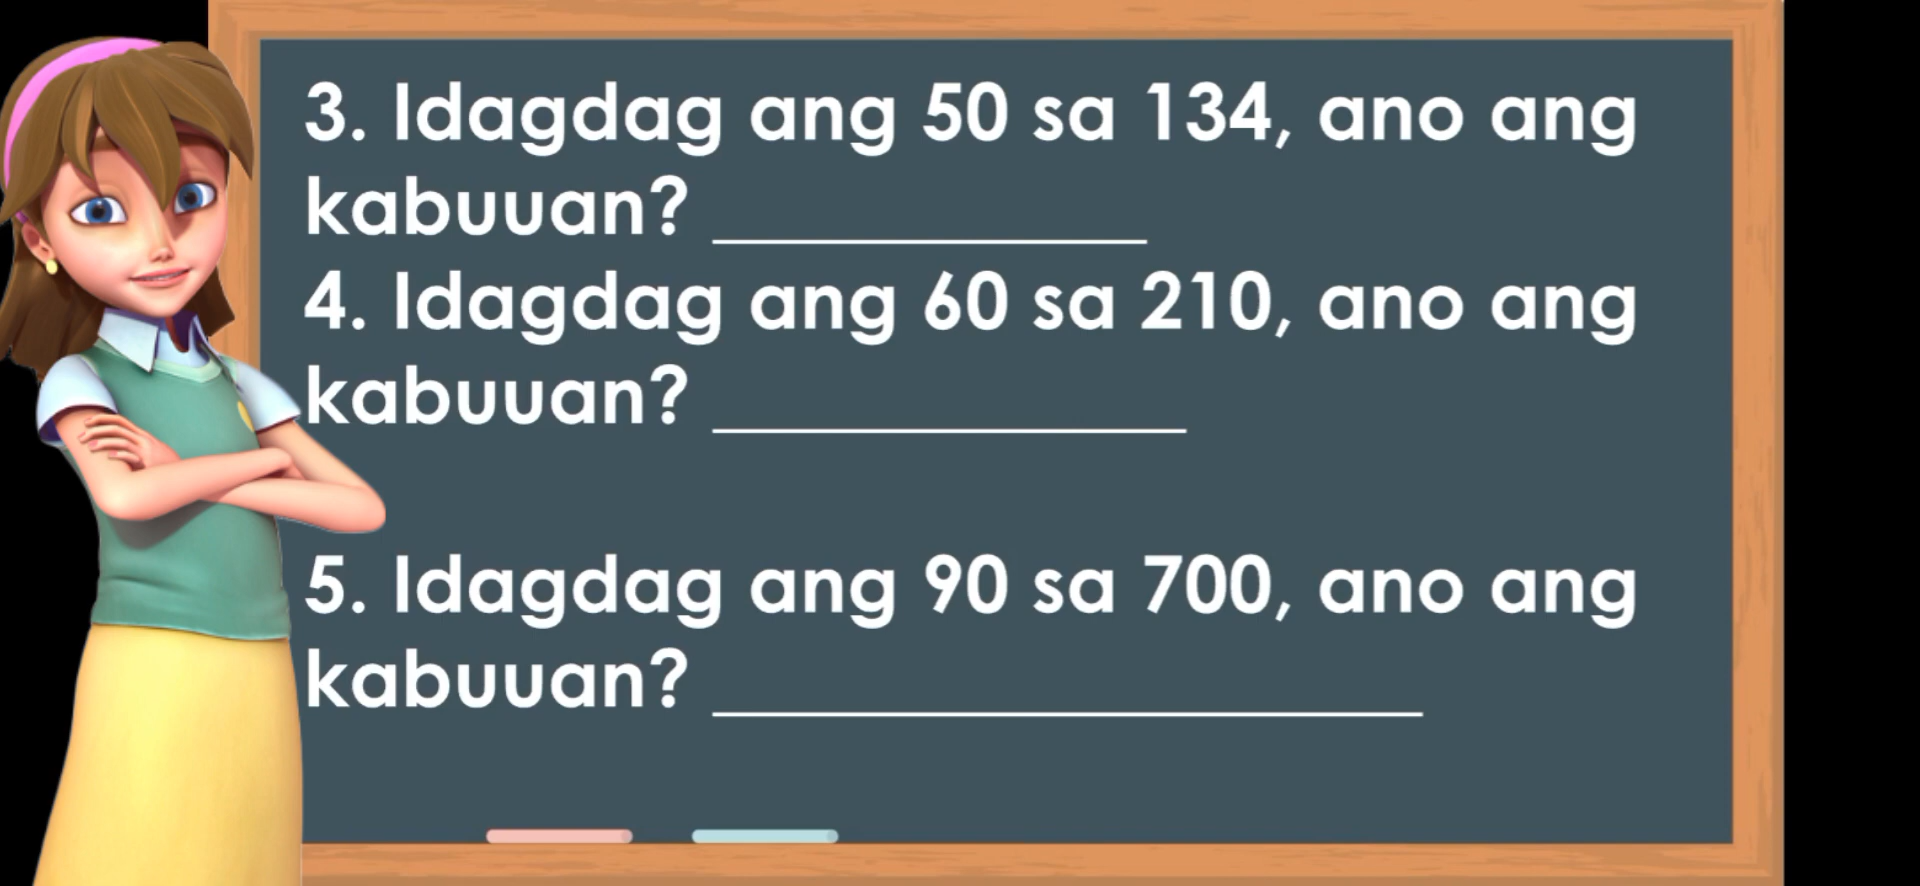 3. Idagdag ang 50 sa 134, ano ang
kabuuan? ___________
4. Idagdag ang 60 sa 210, ano ang
kabuuan? ____________
5. Idagdag ang 90 sa 700, ano ang
kabuuan? __________________